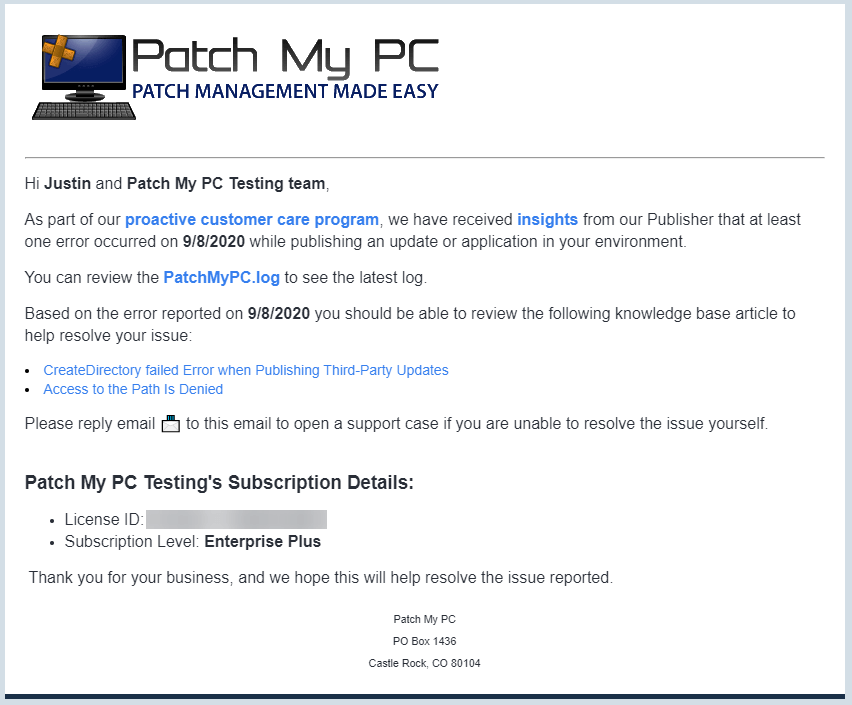 Patch My PC
PATCH MANAGEMENT MADE EASY
Hi Justin and Patch My PC Testing team,
As part of our proactive customer care program, we have received insights from our Publisher that at least
one error occurred on 9/8/2020 while publishing an update or application in your environment.
You can review the PatchMyPC.log to see the latest log.
Based on the error reported on 9/8/2020 you should be able to review the following knowledge base article to
help resolve your issue:
• CreateDirectory failed Error when Publishing Third-Party Updates
• Access to the Path Is Denied
Please reply email to this email to open a support case if you are unable to resolve the issue yourself.
Patch My PC Testing's Subscription Details:
• License ID:
• Subscription Level: Enterprise Plus
Thank you for your business, and we hope this will help resolve the issue reported.
Patch My PC
PO Box 1436
Castle Rock, CO 80104